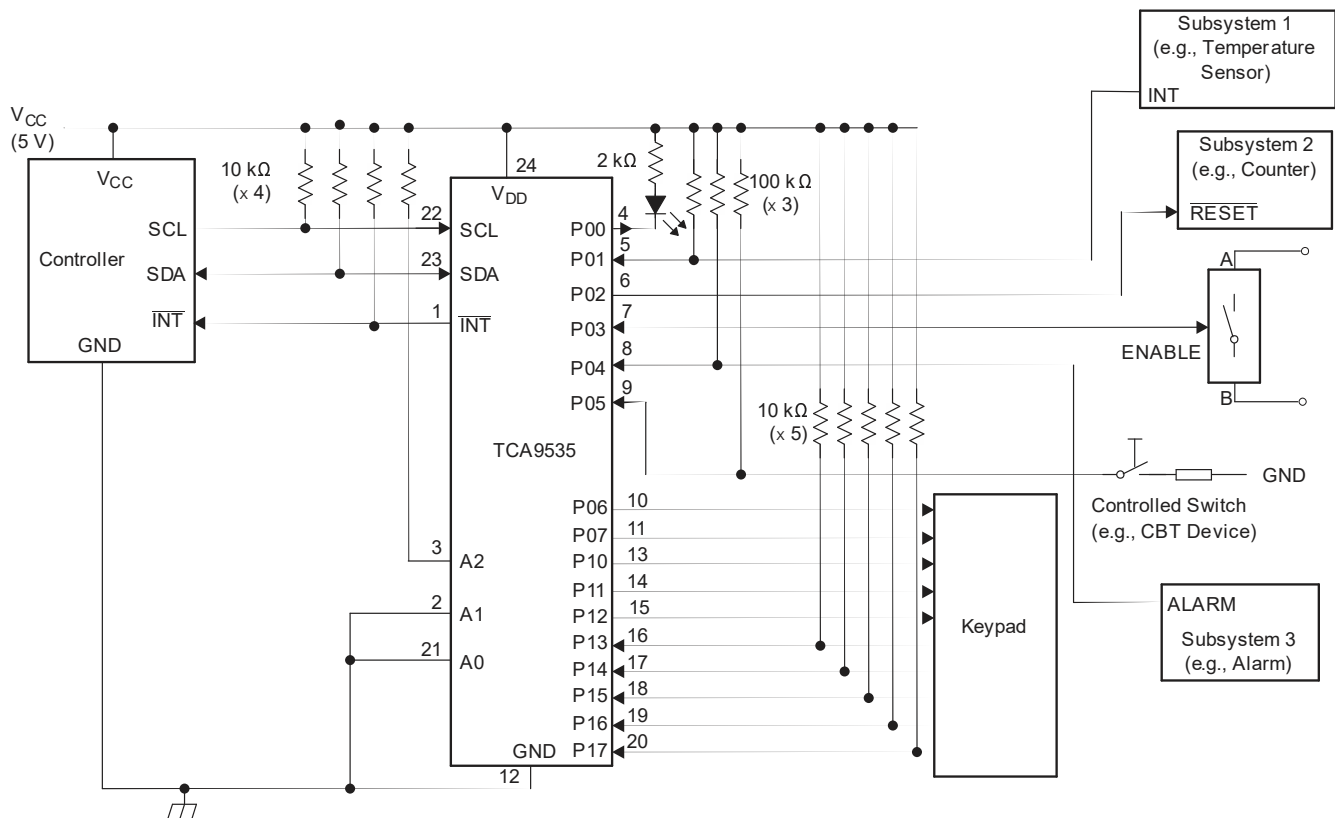 Subsystem 1
(e.g., Temperature
Sensor)
INT
VCC
(5 V)
Subsystem 2
(e.g., Counter)
RESET
VCC
10 kΩ
(x 4)
24
VDD
2 kΩ
100 kΩ
(x 3)
SCL
22
SCL
P00
4
Controller
SDA
23
SDA
P01
5
P02
6
A
INT
1
INT
P03
7
GND
P04
8
ENABLE
P05
9
B
10 kΩ
(x 5)
TCA9535
GND
Controlled Switch
(e.g., CBT Device)
P06
10
P07
11
3
A2
P10
13
P11
14
2
A1
P12
15
Keypad
ALARM
Subsystem 3
(e.g., Alarm)
P13
16
21
A0
P14
17
P15
18
P16
19
GND
P17
20
12